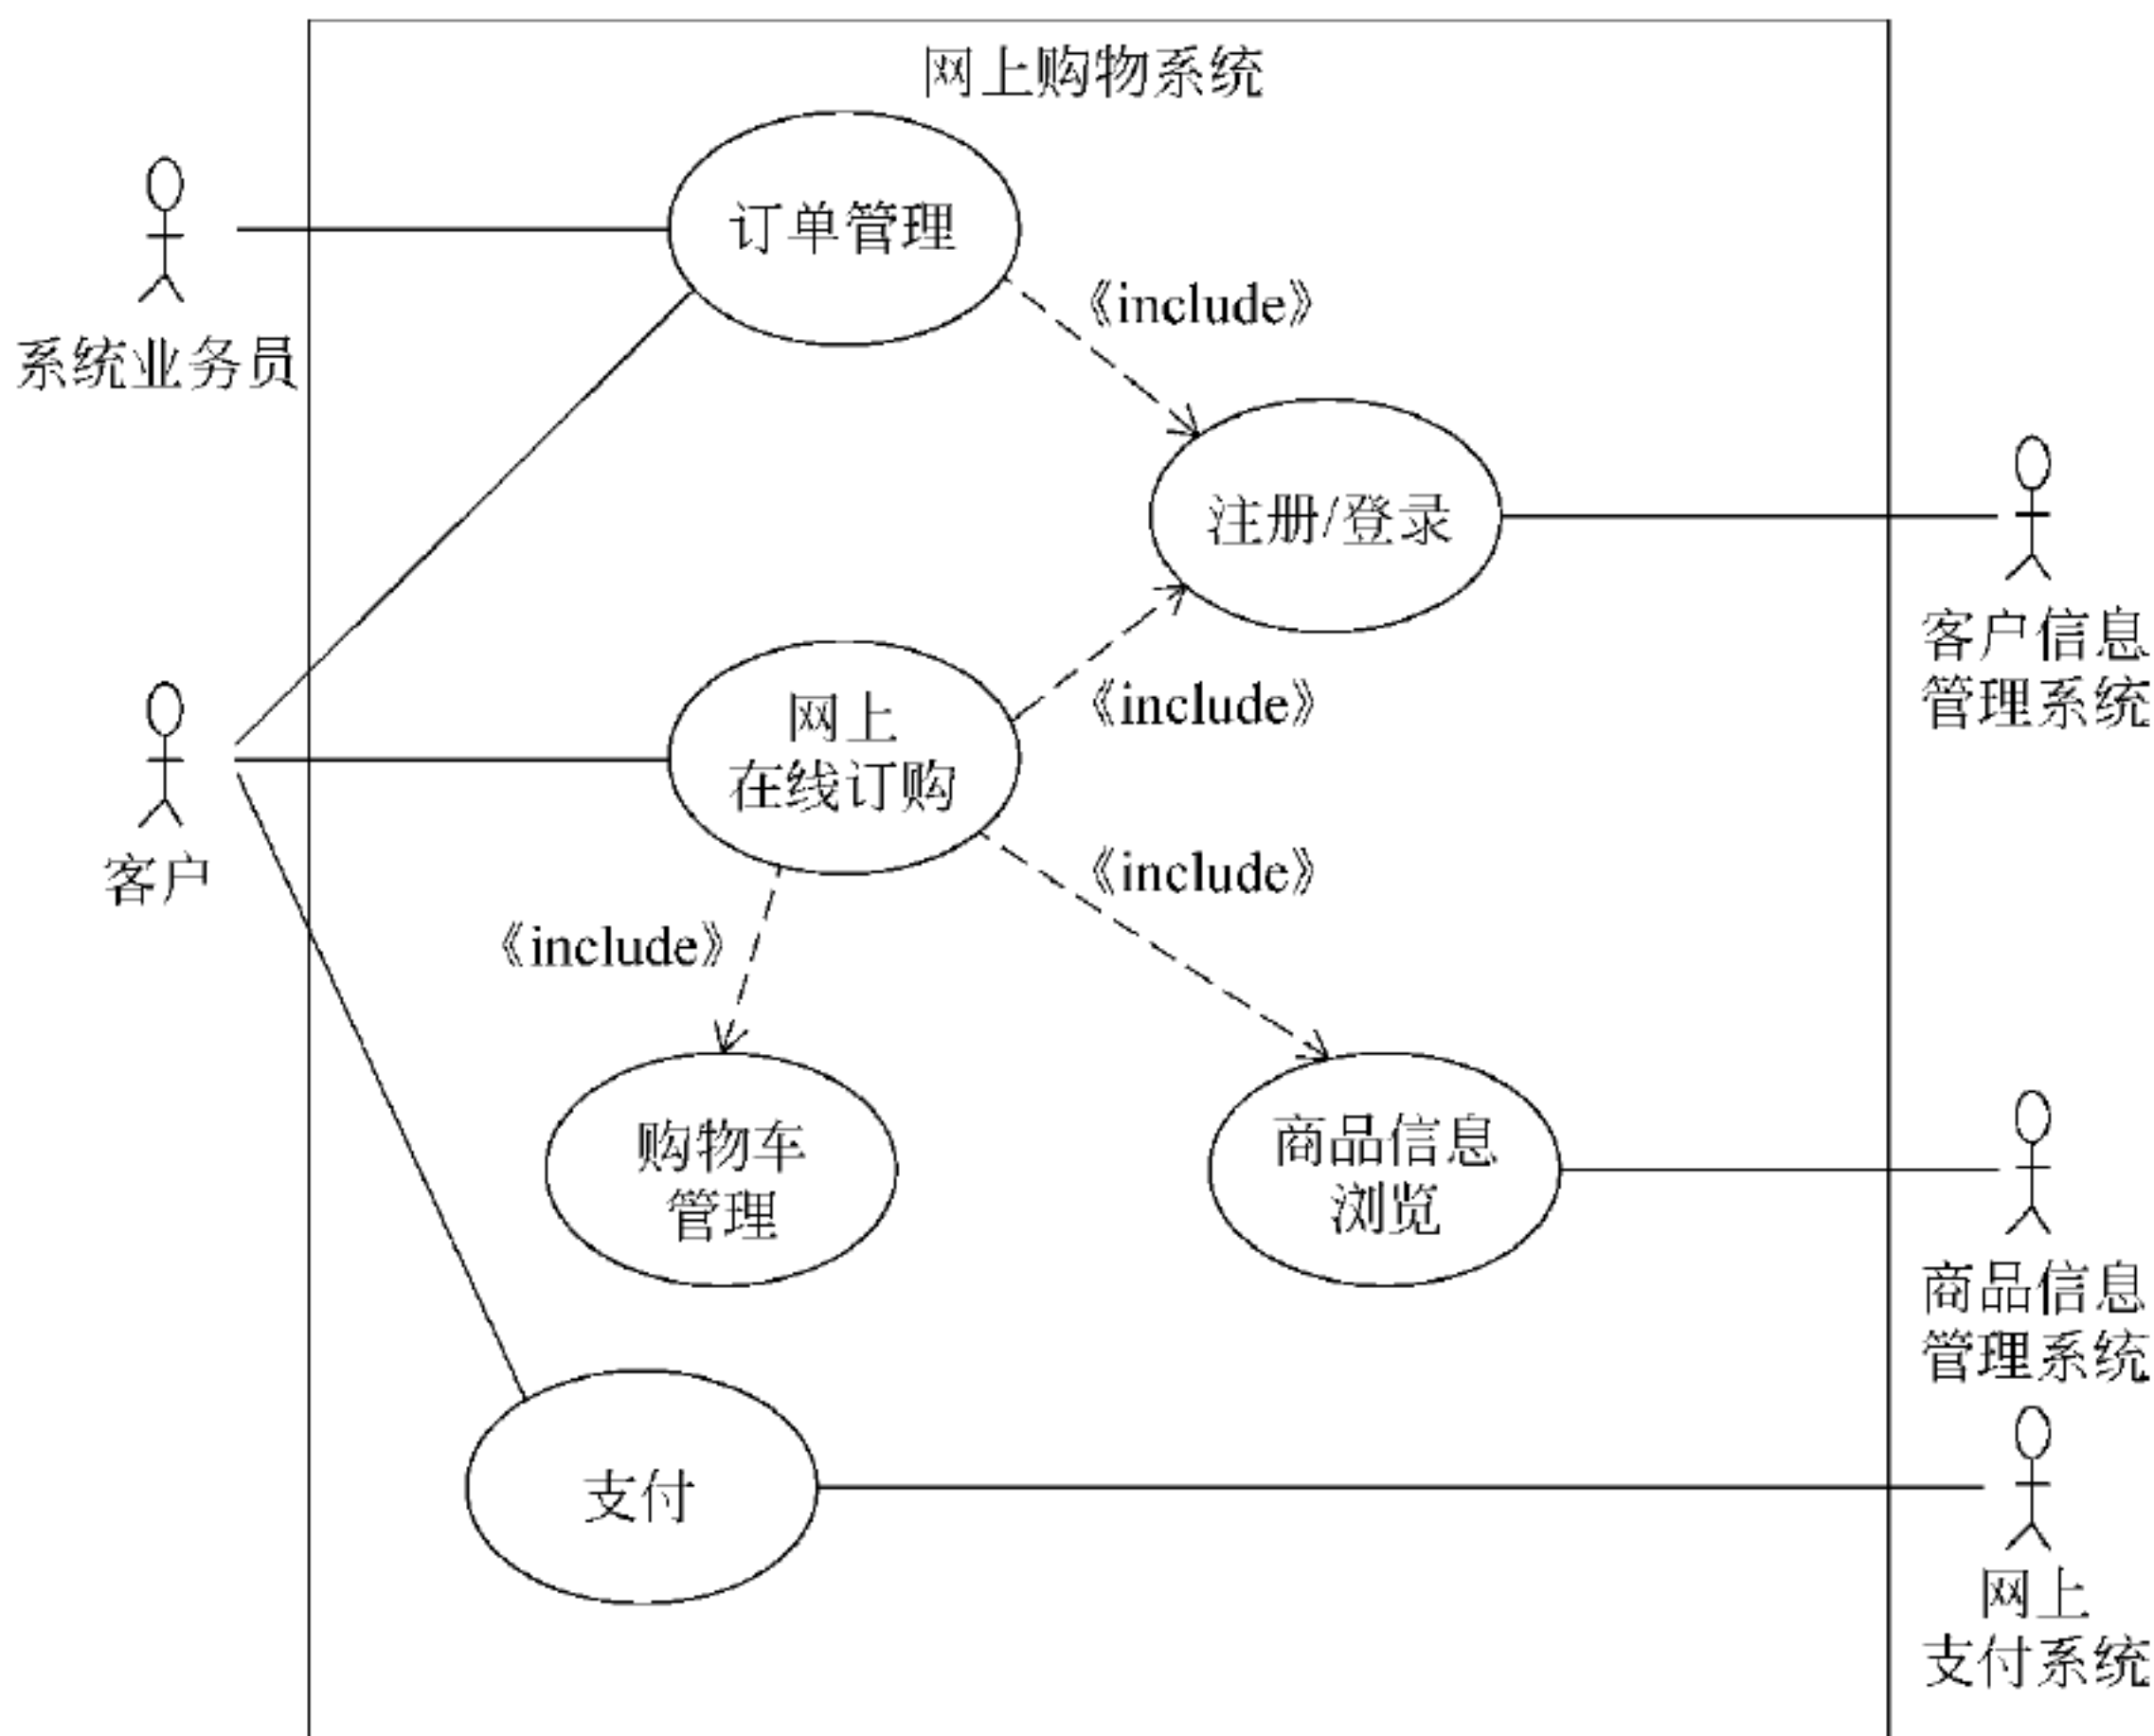 网上购物系统
订单管理
系统业务员
《include》
注册/登录
客户信息
管理系统
《include》
网上
在线订购
客户
《include》
《include》
购物车
管理
商品信息
浏览
商品信息
管理系统
支付
网上
支付系统